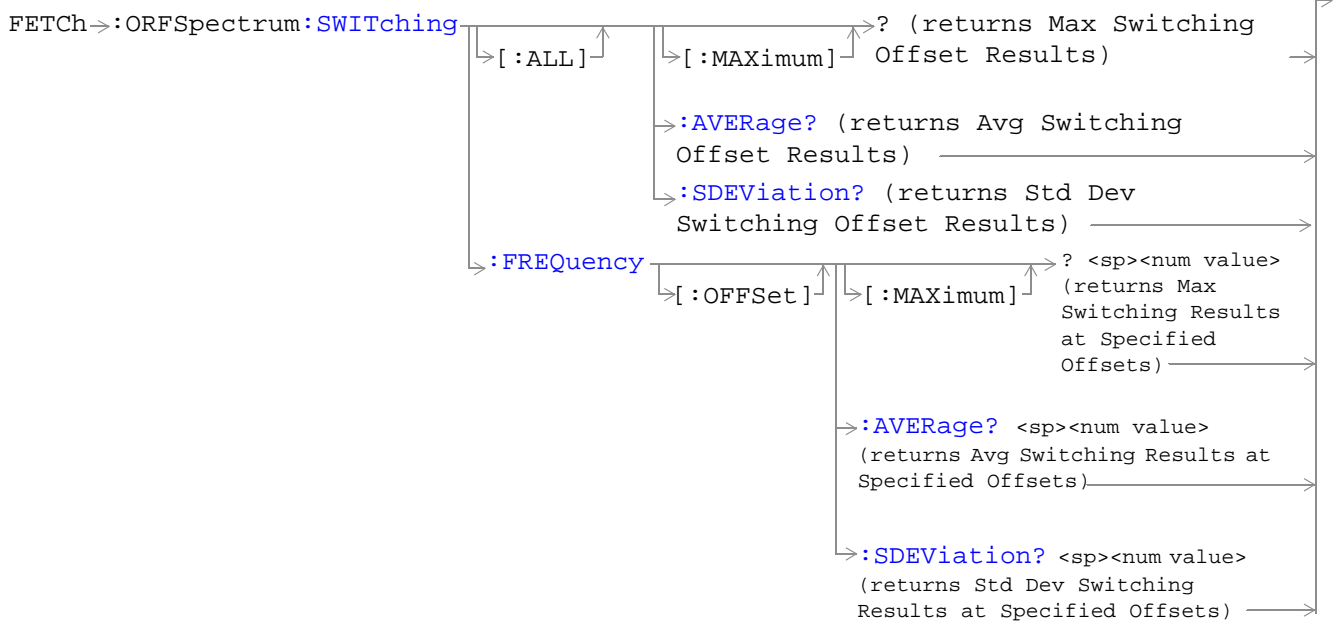 FETCh:ORFSpectrum:SWITching
[:ALL]
[:MAXimum]
? (returns Max Switching
Offset Results)
:AVERage? (returns Avg Switching
Offset Results)
:SDEViation? (returns Std Dev
Switching Offset Results)
:FREQuency
[:OFFSet]
[:MAXimum]
? <sp><num value>
(returns Max
Switching Results
at Specified
Offsets)
:AVERage? <sp><num value>
(returns Avg Switching Results at
Specified Offsets)
:SDEViation? <sp><num value>
(returns Std Dev Switching
Results at Specified Offsets)